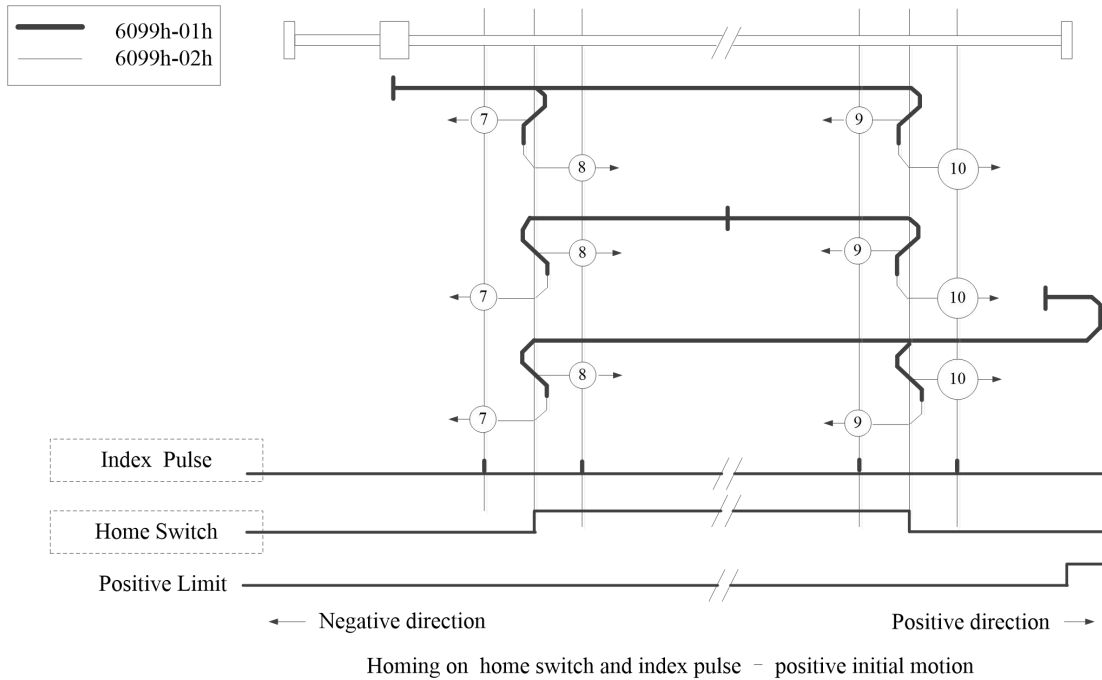 6099h-01h
6099h-02h
7
9
8
10
8
9
7
10
8
10
7
9
Index Pulse
Home Switch
Positive Limit
Negative direction
Positive direction
Homing on home switch and index pulse - positive initial motion